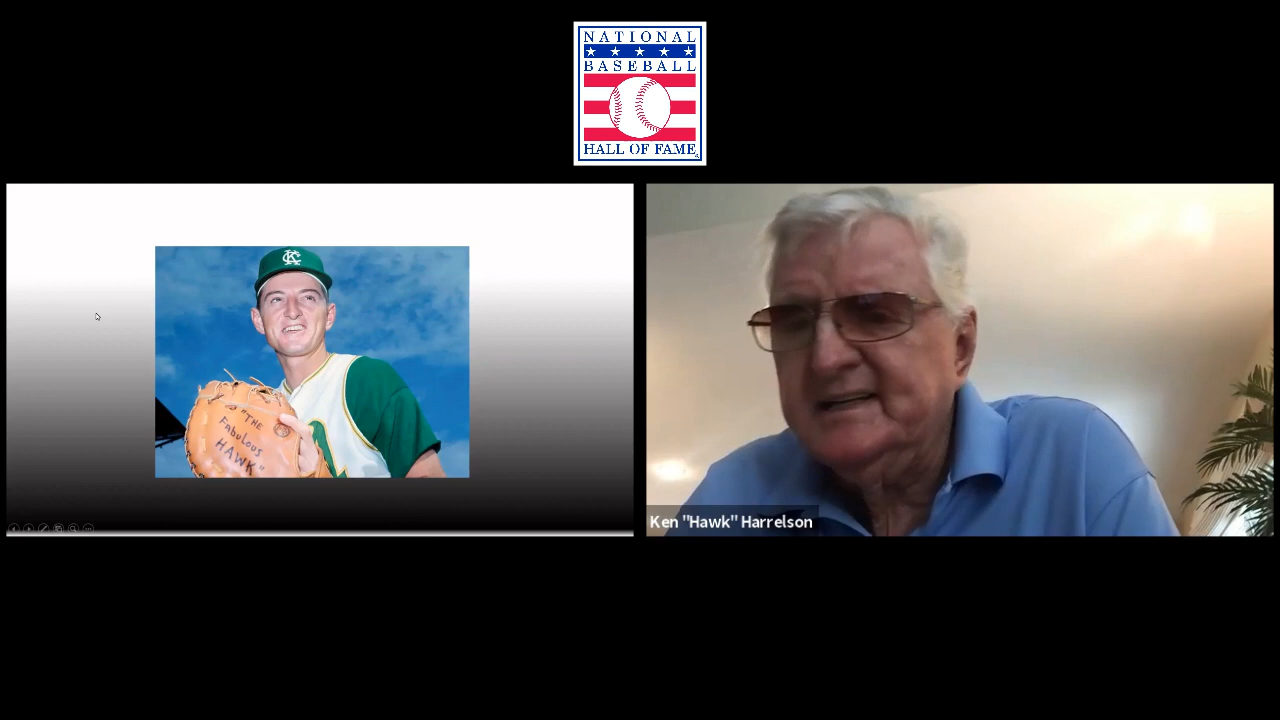 NATIONAL
BASEBALL
HALL OF FAME
KC
"THE
FABULOUS
HAWK"
Ken "Hawk" Harrelson